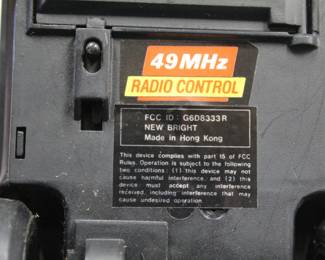 49MHz
RADIO CONTROL
FCC ID: G6D8333R
NEW BRIGHT
Made in Hong Kong
This device complies with part 15 of FCC
Rules. Operation is subject to the following
two conditions: (1) this device may not
cause harmful interference, and (2) this
device must accept any interference
received, including interference that may
cause undesired operation.